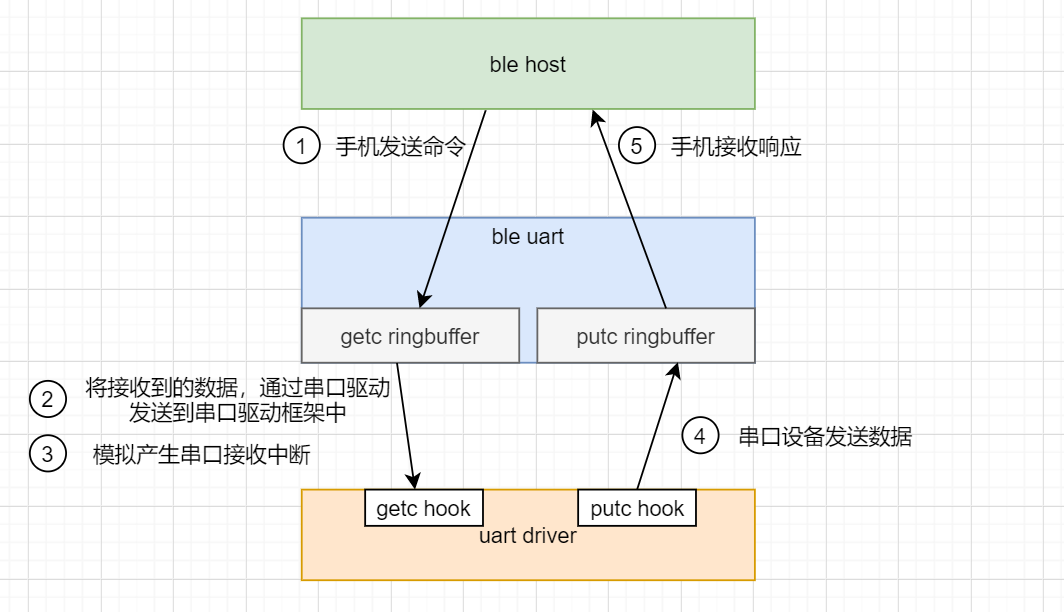 ble host
1 手机发送命令
5 手机接收响应
ble uart
getc ringbuffer
putc ringbuffer
2 将接收到的数据，通过串口驱动
发送到串口驱动框架中
3 模拟产生串口接收中断
4 串口设备发送数据
getc hook
putc hook
uart driver